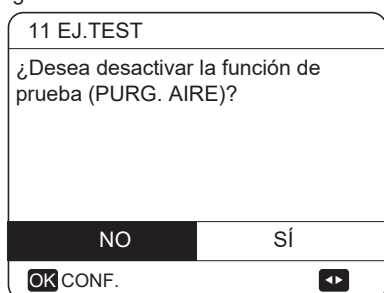 11 EJ.TEST
¿Desea desactivar la función de
prueba (PURG. AIRE)?
NO SÍ
OK CONF.